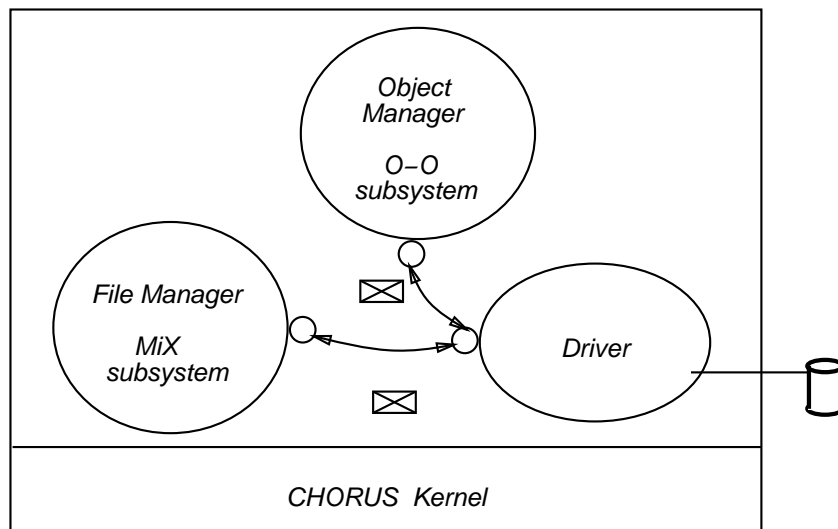 Object
Manager
O–O
subsystem
File Manager
MiX
subsystem
Driver
CHORUS Kernel